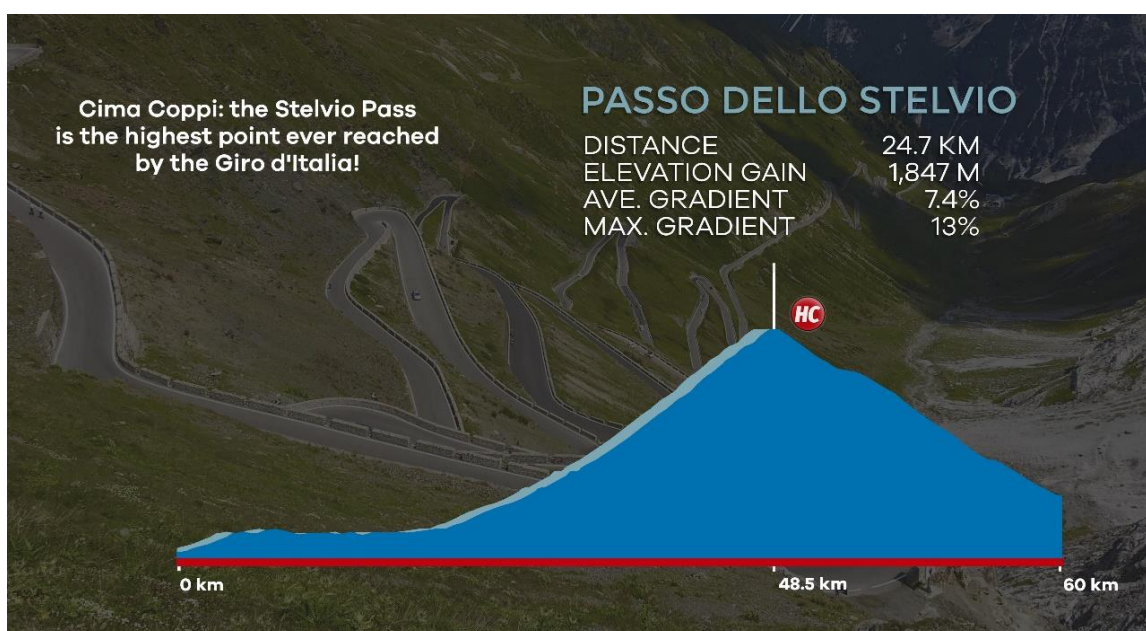 Cima Coppi: the Stelvio Pass
is the highest point ever reached
by the Giro d'Italia!
PASSO DELLO STELVIO
DISTANCE 24.7 KM
ELEVATION GAIN 1,847 M
AVE. GRADIENT 7.4%
MAX. GRADIENT 13%
HC
0 km 48.5 km 60 km